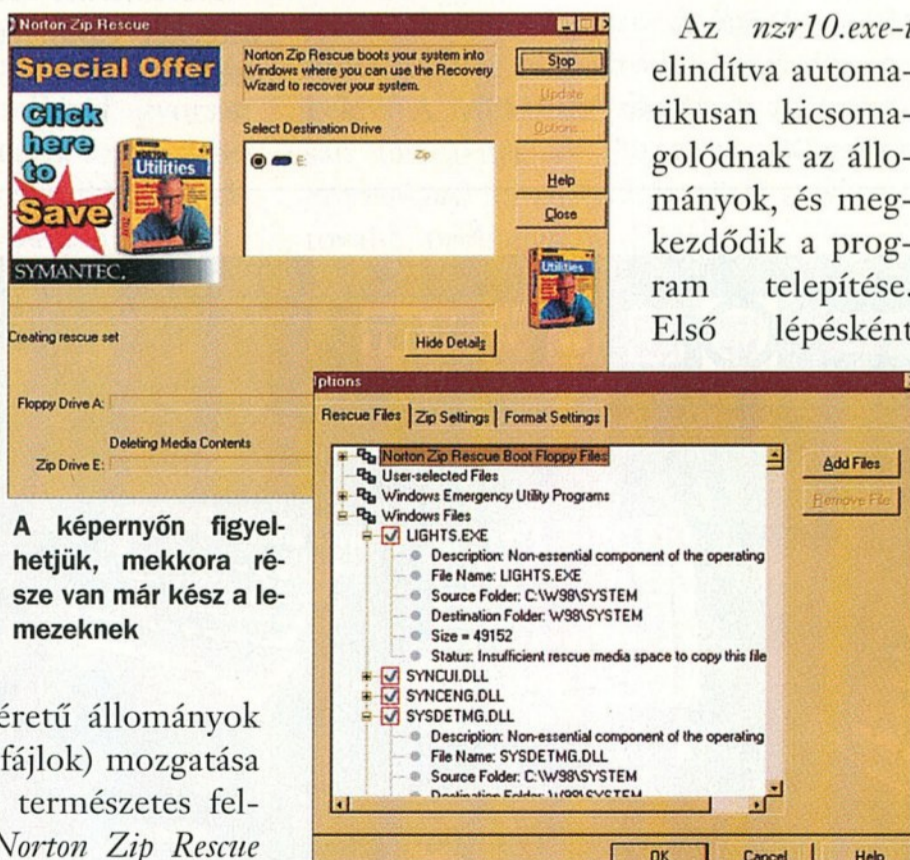 Norton Zip Rescue
Special Offer
Click
here
to
Save
NORTON
Utilities
SYMANTEC.
Norton Zip Rescue boots your system into
Windows where you can use the Recovery
Wizard to recover your system.
Select Destination Drive
E:
Zip
Stop
Update
Options
Help
Close
Utilities
Creating rescue set
Hide Details
Floppy Drive A:
Deleting Media Contents
Zip Drive E:
A képernyőn figyel-
hetjük, mekkora ré-
sze van már kész a le-
mezeknek
éretű állományok
fájlok) mozgatása
természetes fel-
Norton Zip Rescue
Az nzr10.exe-t
elindítva automa-
tikusan kicsoma-
golódnak az állo-
mányok, és meg-
kezdődik a prog-
ram telepítése.
Első lépésként
ptions
Rescue Files
Zip Settings
Format Settings
Norton Zip Rescue Boot Floppy Files
User-selected Files
Windows Emergency Utility Programs
Windows Files
LIGHTS.EXE
Description: Non-essential component of the operating
File Name: LIGHTS.EXE
Source Folder: C:\W98\SYSTEM
Destination Folder: W98\SYSTEM
Size = 49152
Status: Insufficient rescue media space to copy this file
SYNCUI.DLL
SYNCENG.DLL
SYSDETMG.DLL
Description: Non-essential component of the operating
File Name: SYSDETMG.DLL
Source Folder: C:\W98\SYSTEM
Destination Folder: W98\SYSTEM
Add Files
Remove File
OK
Cancel
Help